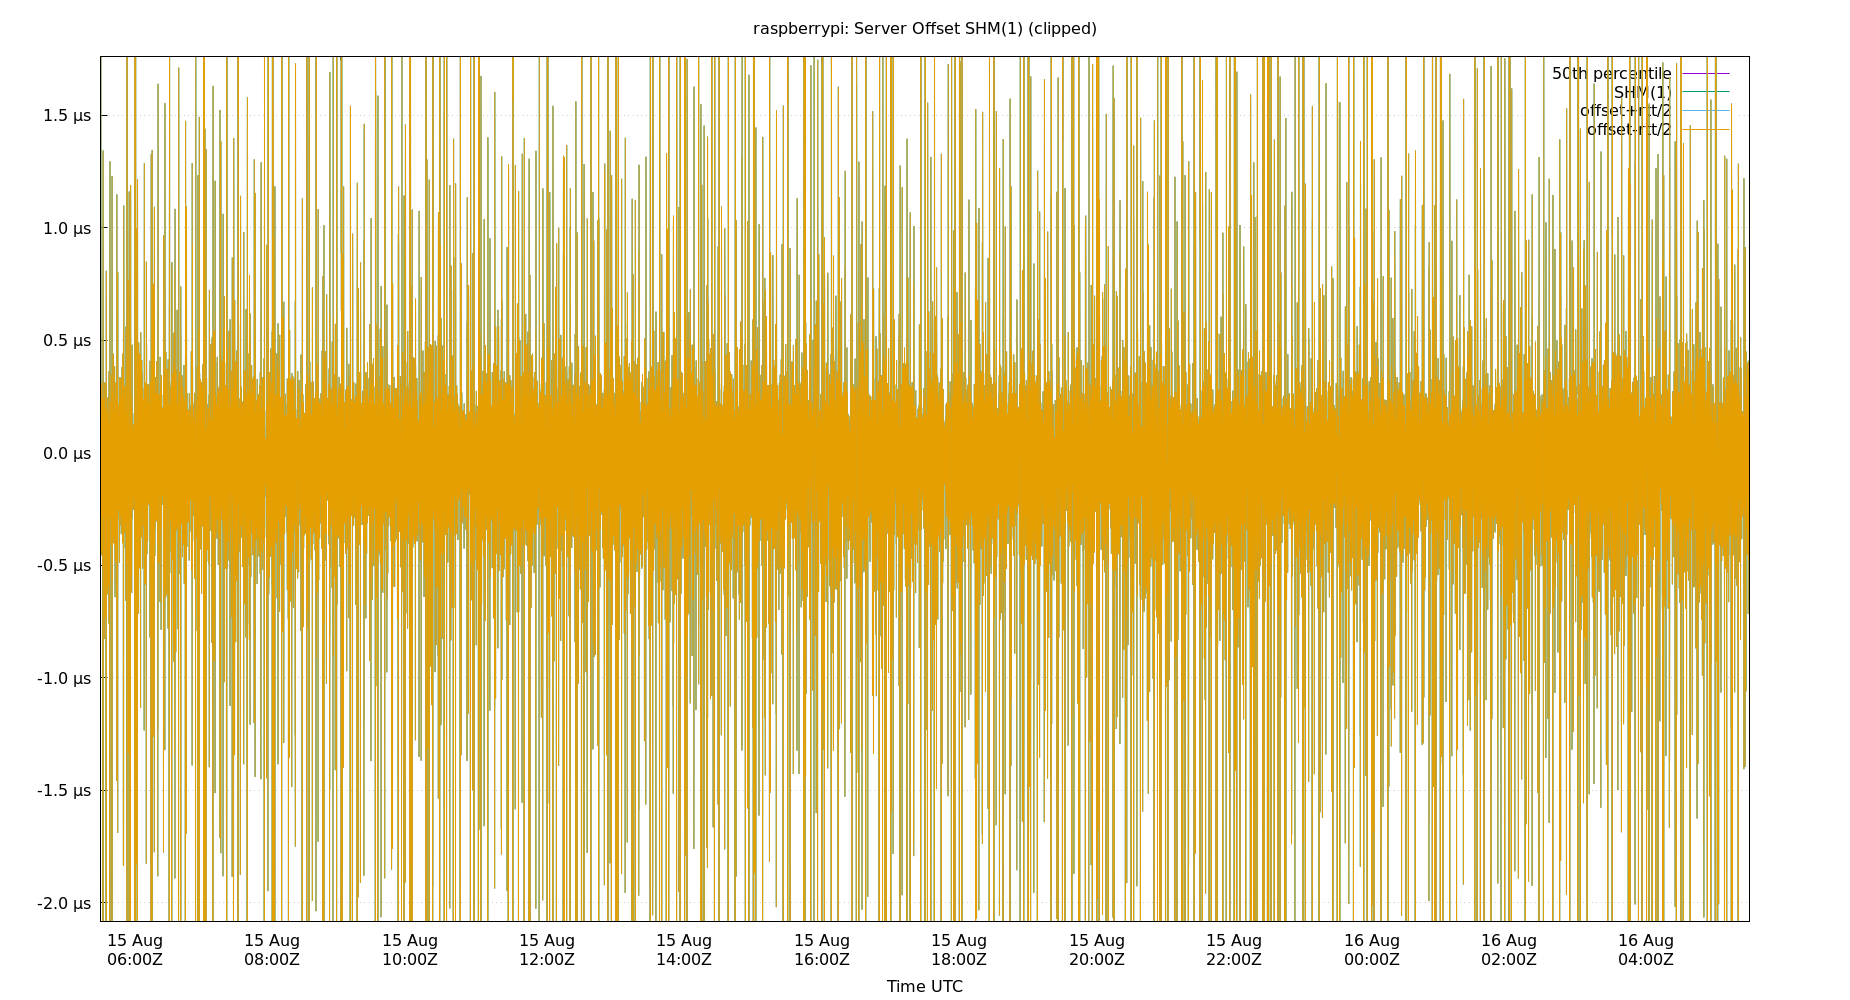 raspberrypi: Server Offset SHM(1) (clipped)
50th percentile
SHM(1)
offset+rtt/2
offset-rtt/2
1.5 µs
1.0 µs
0.5 µs
0.0 µs
-0.5 µs
-1.0 µs
-1.5 µs
-2.0 µs
15 Aug 15 Aug 15 Aug 15 Aug 15 Aug 15 Aug 15 Aug 15 Aug 15 Aug 16 Aug 16 Aug 16 Aug
06:00Z 08:00Z 10:00Z 12:00Z 14:00Z 16:00Z 18:00Z 20:00Z 22:00Z 00:00Z 02:00Z 04:00Z
Time UTC